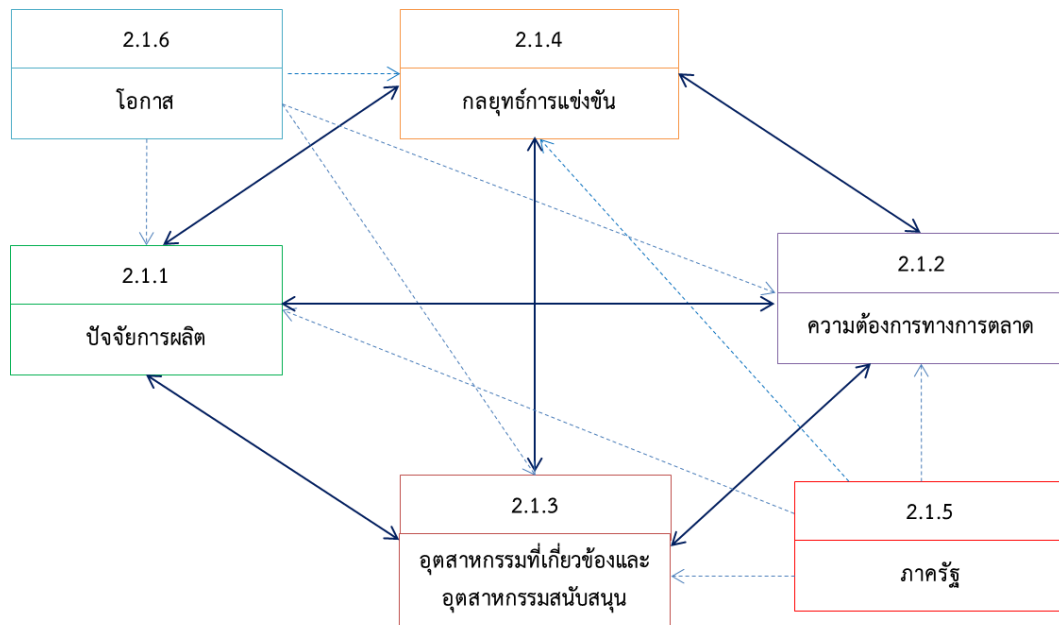 2.1.6
โอกาส
2.1.4
กลยุทธ์การแข่งขัน
2.1.1
ปัจจัยการผลิต
2.1.2
ความต้องการทางการตลาด
2.1.3
อุตสาหกรรมที่เกี่ยวข้องและ
อุตสาหกรรมสนับสนุน
2.1.5
ภาครัฐ